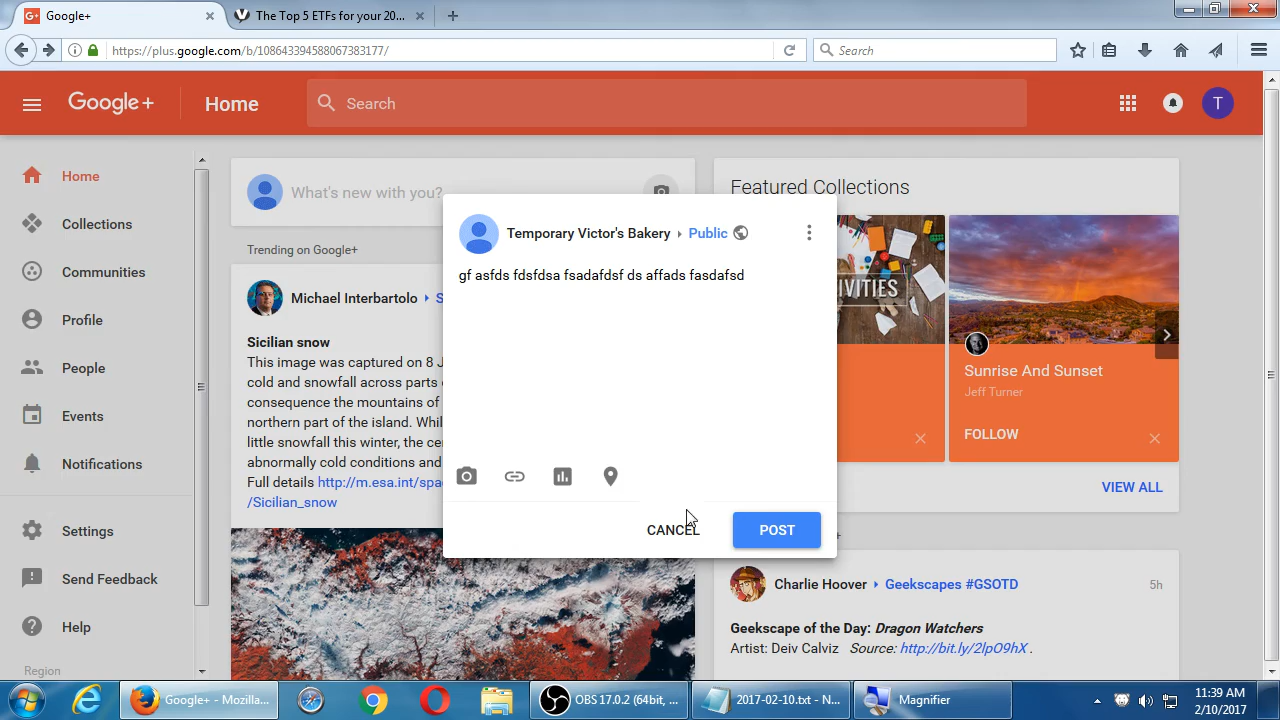 Google+
The Top 5 ETFs for your 20...
https://plus.google.com/b/108643394588067383177/
Search
Google+
Home
Search
T
Home
Collections
Communities
Profile
People
Events
Notifications
Settings
Send Feedback
Help
Region
What's new with you?
Trending on Google+
Michael Interbartolo
S
Sicilian snow
This image was captured on 8 J
cold and snowfall across parts
consequence the mountains of
northern part of the island. Whil
little snowfall this winter, the ce
abnormally cold conditions and
Full details http://m.esa.int/spa
/Sicilian_snow
Temporary Victor's Bakery
Public
gf asfds fdsfdsa fsadafdsf ds affads fasdafsd
CANCEL
POST
Featured Collections
IVITIES
Sunrise And Sunset
Jeff Turner
FOLLOW
VIEW ALL
+
Charlie Hoover
Geekscapes #GSOTD
5h
Geekscape of the Day: Dragon Watchers
Artist: Deiv Calviz Source: http://bit.ly/2lpO9hX .
Google+ - Mozilla...
OBS 17.0.2 (64bit, ...
2017-02-10.txt - N...
Magnifier
11:39 AM
2/10/2017